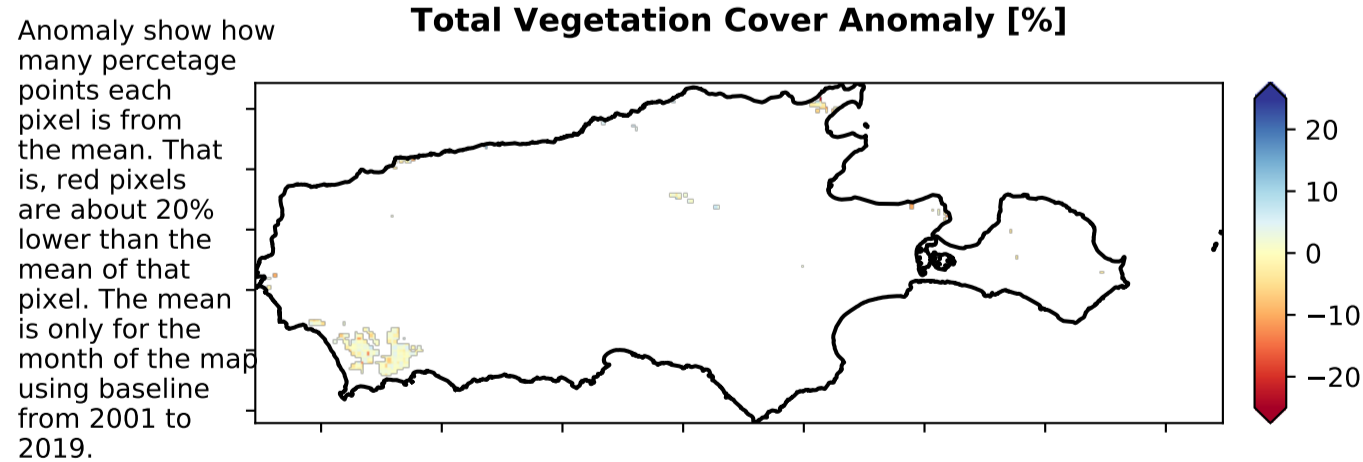 Total Vegetation Cover Anomaly [%]
Anomaly show how
many percetage
points each
pixel is from
the mean. That
is, red pixels
are about 20%
lower than the
mean of that
pixel. The mean
is only for the
month of the map
using baseline
from 2001 to
2019.
20
10
0
−10
−20